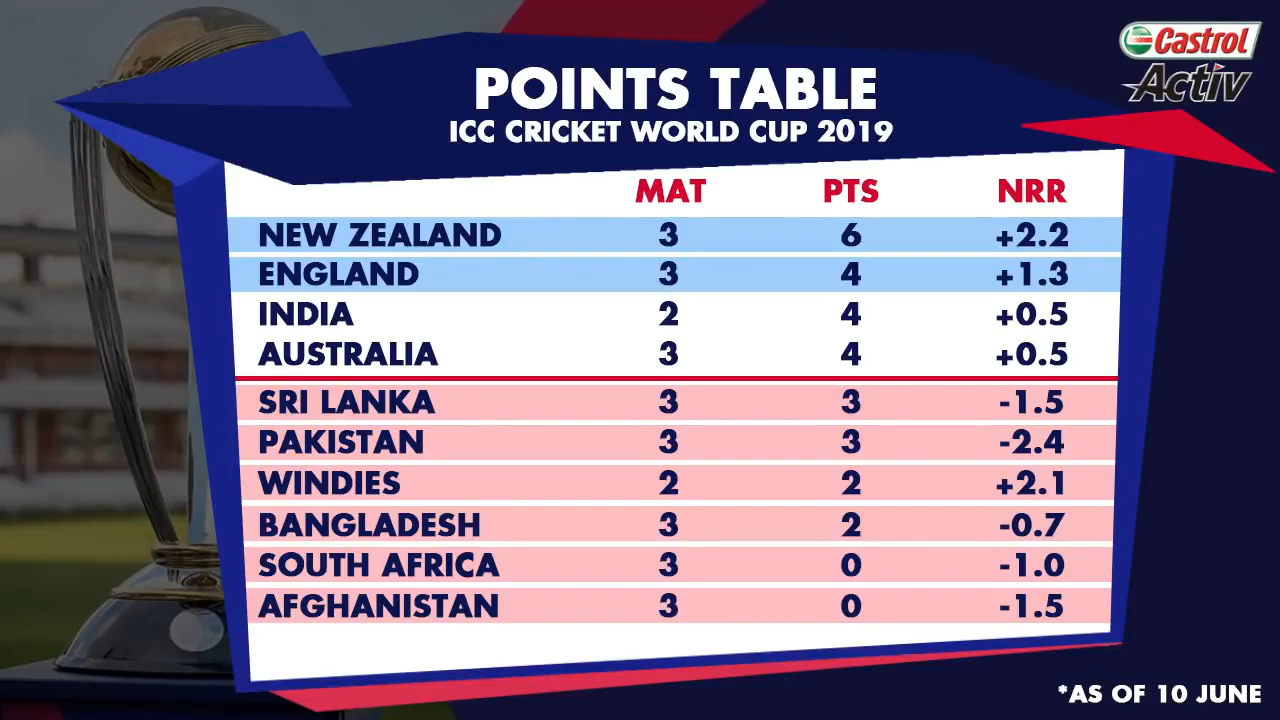 Castrol
Activ
POINTS TABLE
ICC CRICKET WORLD CUP 2019
MAT PTS NRR
NEW ZEALAND 3 6 +2.2
ENGLAND 3 4 +1.3
INDIA 2 4 +0.5
AUSTRALIA 3 4 +0.5
SRI LANKA 3 3 -1.5
PAKISTAN 3 3 -2.4
WINDIES 2 2 +2.1
BANGLADESH 3 2 -0.7
SOUTH AFRICA 3 0 -1.0
AFGHANISTAN 3 0 -1.5
*AS OF 10 JUNE